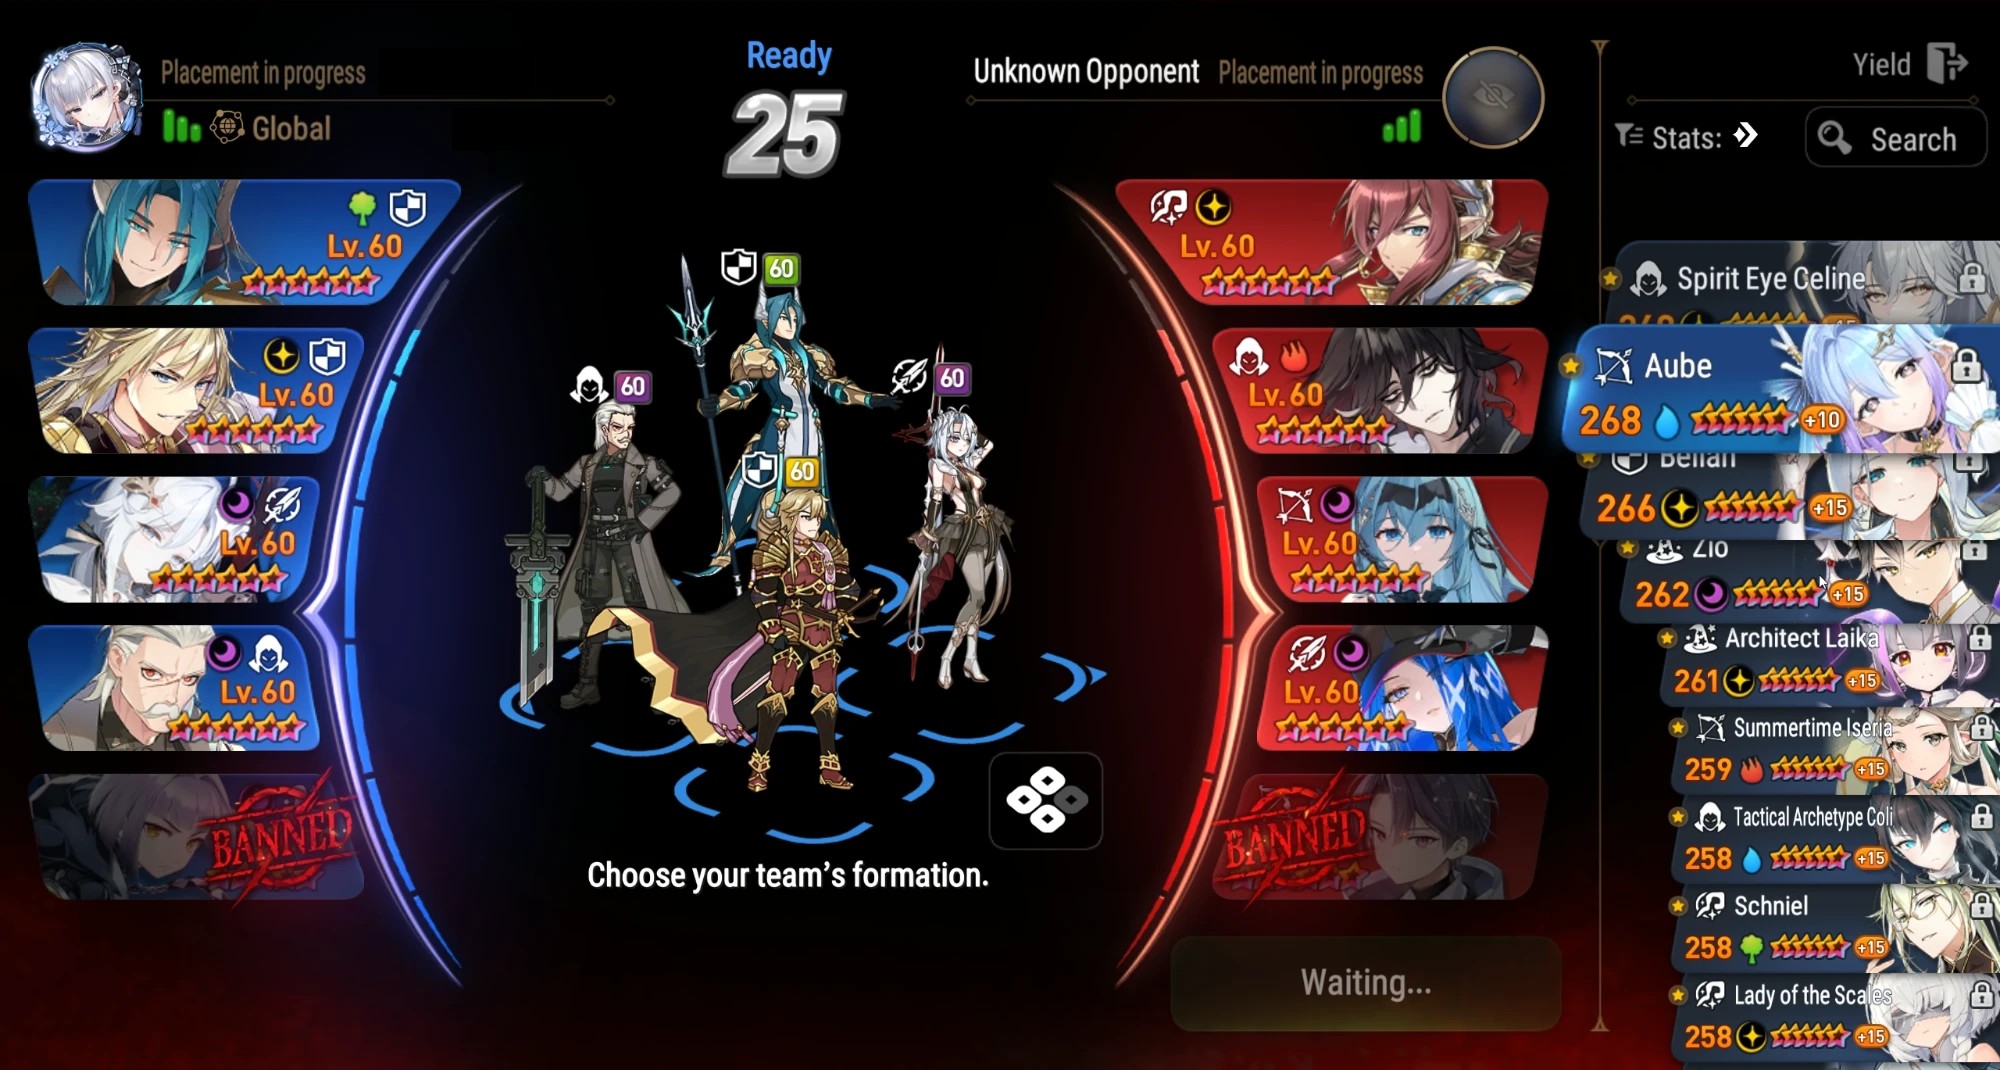 Placement in progress
Global
Ready
25
Unknown Opponent
Placement in progress
Yield
Stats:
Search
Lv.60
Lv.60
Lv.60
Lv.60
BANNED
60
60
60
60
Choose your team's formation.
Lv.60
Lv.60
Lv.60
Lv.60
BANNED
Waiting...
Spirit Eye Celine
Aube
268
+10
Belian
266
+15
Zio
262
+15
Architect Laika
261
+15
Summertime Iseria
259
+15
Tactical Archetype Coli
258
+15
Schniel
258
+15
Lady of the Scales
258
+15